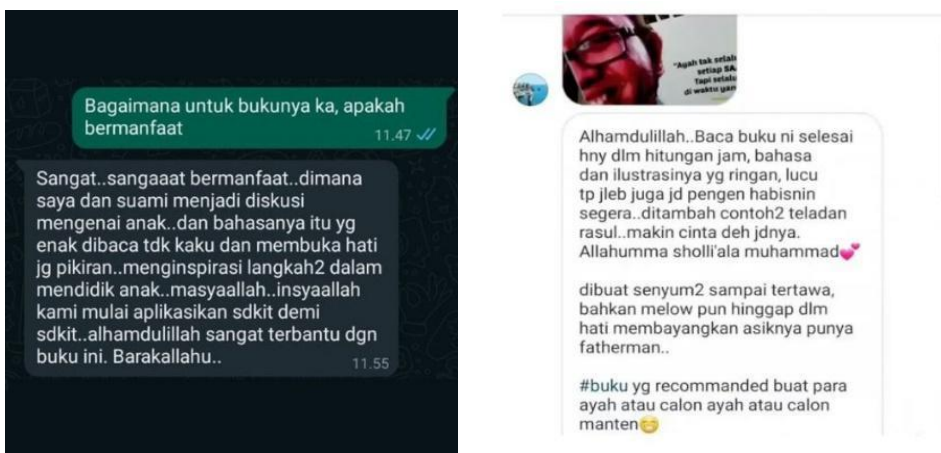 Bagaimana untuk bukunya ka, apakah
bermanfaat
11.47
Sangat..sangaaat bermanfaat..dimana
saya dan suami menjadi diskusi
mengenai anak..dan bahasanya itu yg
enak dibaca tdk kaku dan membuka hati
jg pikiran..menginspirasi langkah2 dalam
mendidik anak..masyaallah..insyaallah
kami mulai aplikasikan sdkit demi
sdkit..alhamdulillah sangat terbantu dgn
buku ini. Barakallahu..
11.55
"Ayah tak selalu
setiap
Tapi selalu
di waktu
Alhamdulillah..Baca buku ni selesai
hny dlm hitungan jam, bahasa
dan ilustrasinya yg ringan, lucu
tp jleb juga jd pengen habisnin
segera..ditambah contoh2 teladan
rasul..makin cinta deh jdnya.
Allahumma sholli'ala muhammad💕
dibuat senyum2 sampai tertawa,
bahkan melow pun hinggap dlm
hati membayangkan asiknya punya
fatherman..
#buku yg recommanded buat para
ayah atau calon ayah atau calon
manten😁